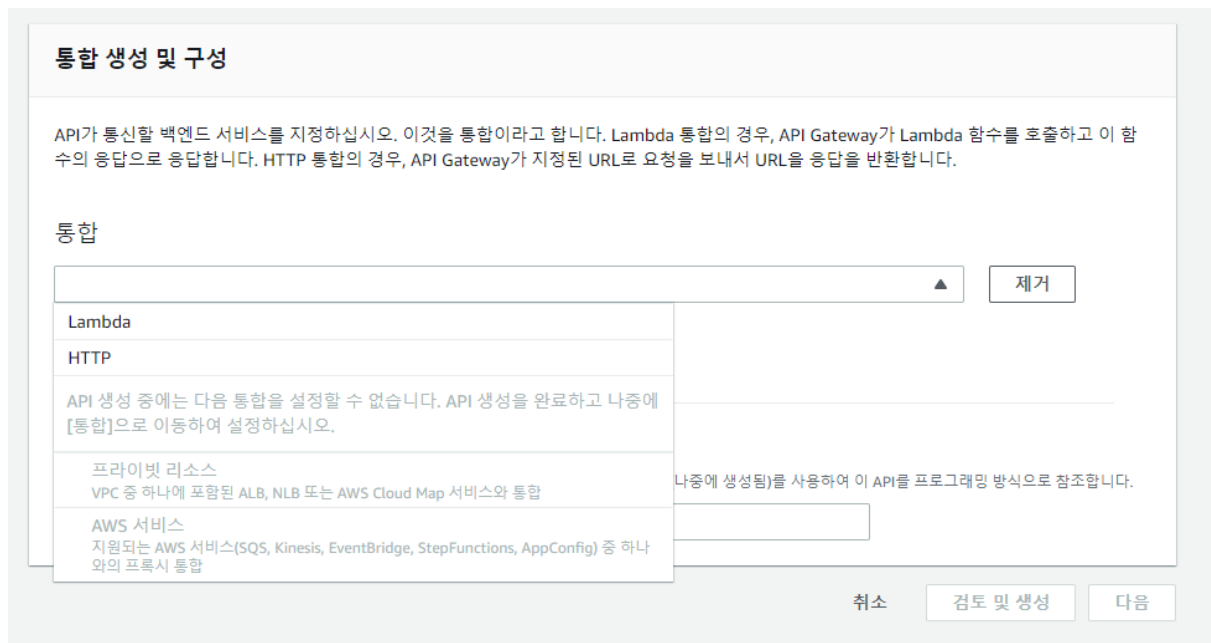 통합 생성 및 구성
API가 통신할 백엔드 서비스를 지정하십시오. 이것을 통합이라고 합니다. Lambda 통합의 경우, API Gateway가 Lambda 함수를 호출하고 이 함
수의 응답으로 응답합니다. HTTP 통합의 경우, API Gateway가 지정된 URL로 요청을 보내서 URL을 응답을 반환합니다.
통합
제거
Lambda
HTTP
API 생성 중에는 다음 통합을 설정할 수 없습니다. API 생성을 완료하고 나중에
[통합]으로 이동하여 설정하십시오.
프라이빗 리소스
VPC 중 하나에 포함된 ALB, NLB 또는 AWS Cloud Map 서비스와 통합
나중에 생성됨)를 사용하여 이 API를 프로그래밍 방식으로 참조합니다.
AWS 서비스
지원되는 AWS 서비스(SQS, Kinesis, EventBridge, StepFunctions, AppConfig) 중 하나
와의 프록시 통합
취소
검토 및 생성
다음